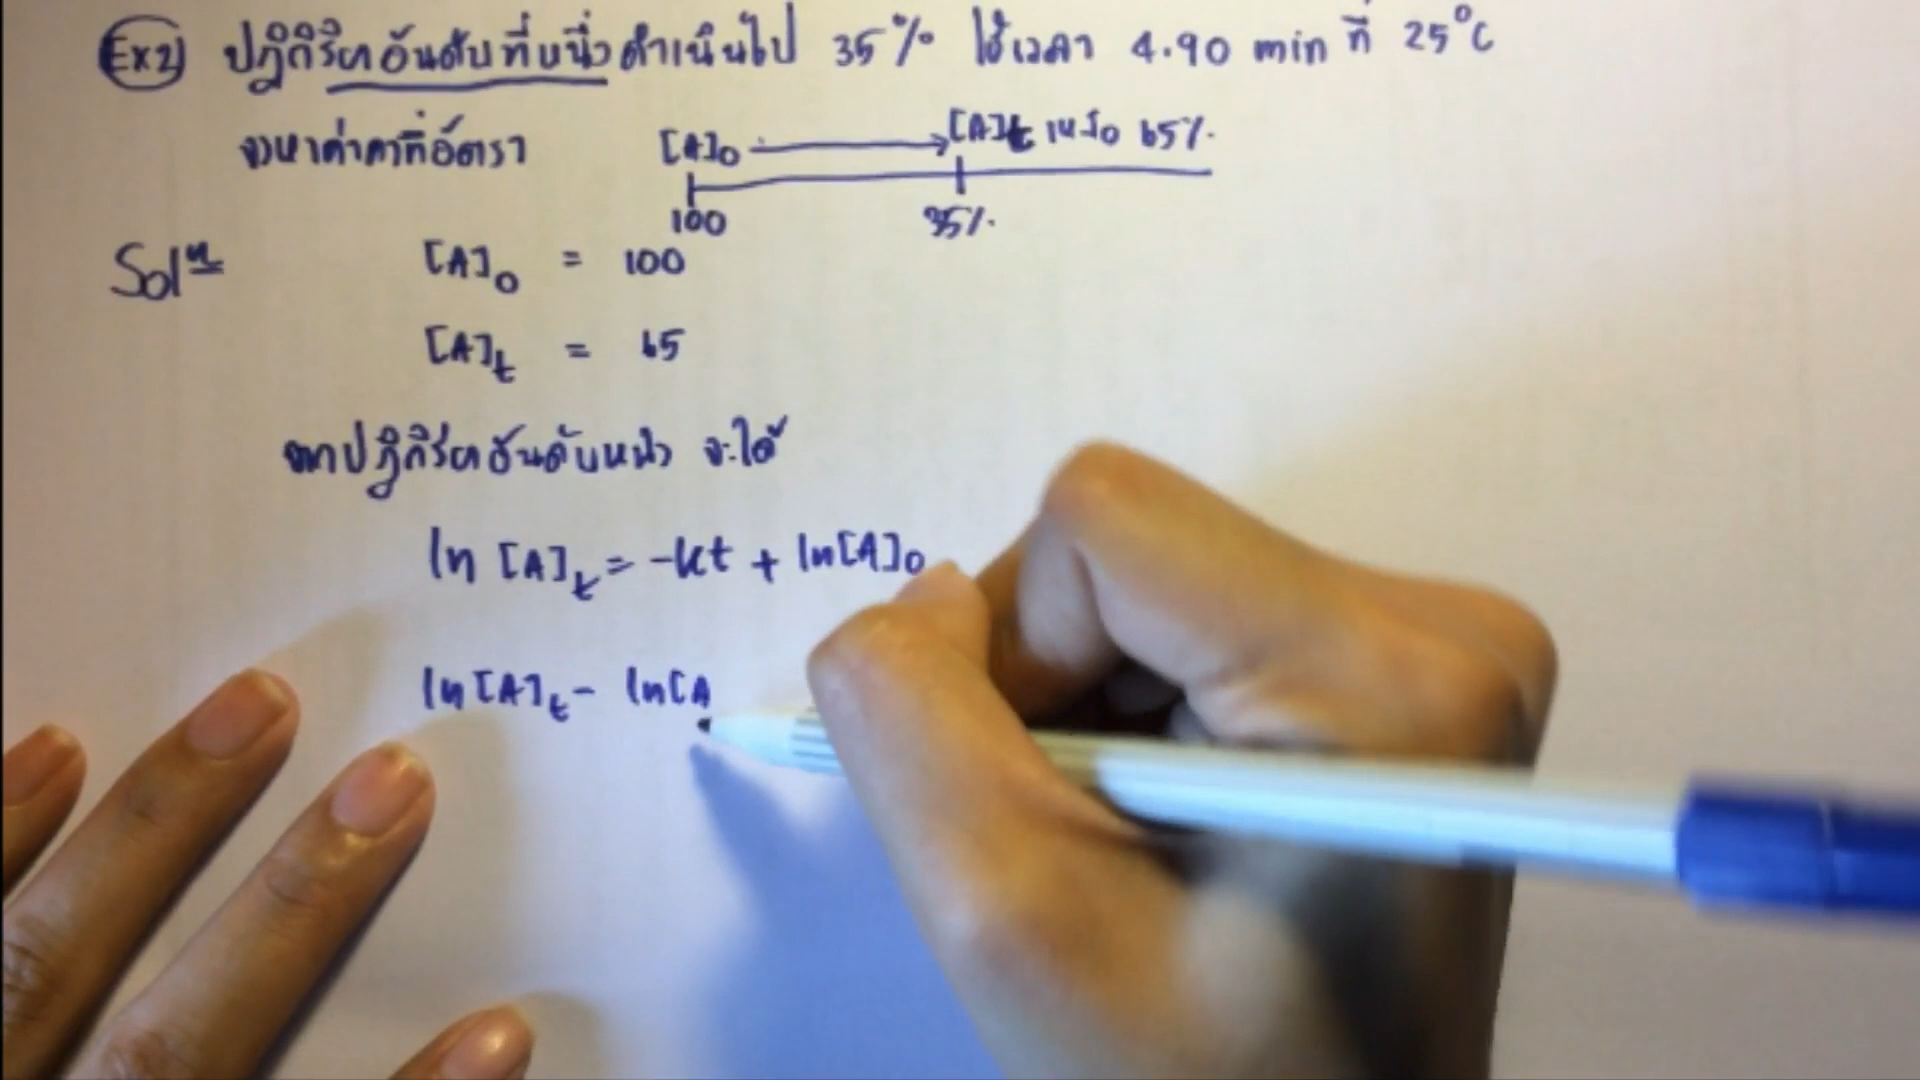 Ex2 ปฏิกิริยาอันดับที่หนึ่งดำเนินไป 35% ใช้เวลา 4.90 min ที่ 25°C
จงหาค่าคงที่อัตรา
[A]₀ → [A]t เหลือ 65%
100 35%
Solⁿ [A]₀ = 100
[A]t = 65
จากปฏิกิริยาอันดับหนึ่ง จะได้
ln [A]t = -kt + ln[A]₀
ln [A]t - ln[A